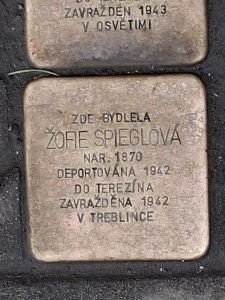 ZAVRAŽDĚN 1943
V OSVĚTIMI
ZDE BYDLELA
ŽOFIE SPIEGLOVÁ
NAR. 1870
DEPORTOVÁNA 1942
DO TEREZÍNA
ZAVRAŽDĚNA 1942
V TREBLINCE